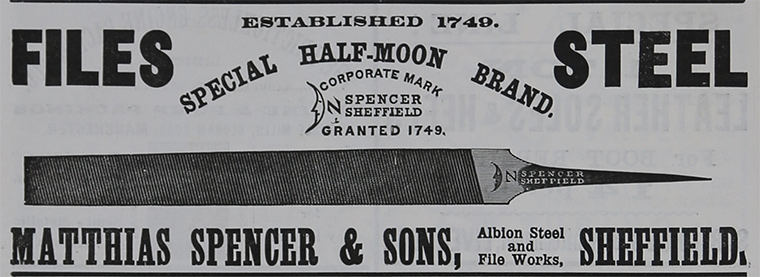 ESTABLISHED 1749.
FILES STEEL
SPECIAL HALF-MOON BRAND.
CORPORATE MARK
N SPENCER
SHEFFIELD
GRANTED 1749.
N SPENCER
SHEFFIELD
MATTHIAS SPENCER & SONS, Albion Steel and File Works, SHEFFIELD.